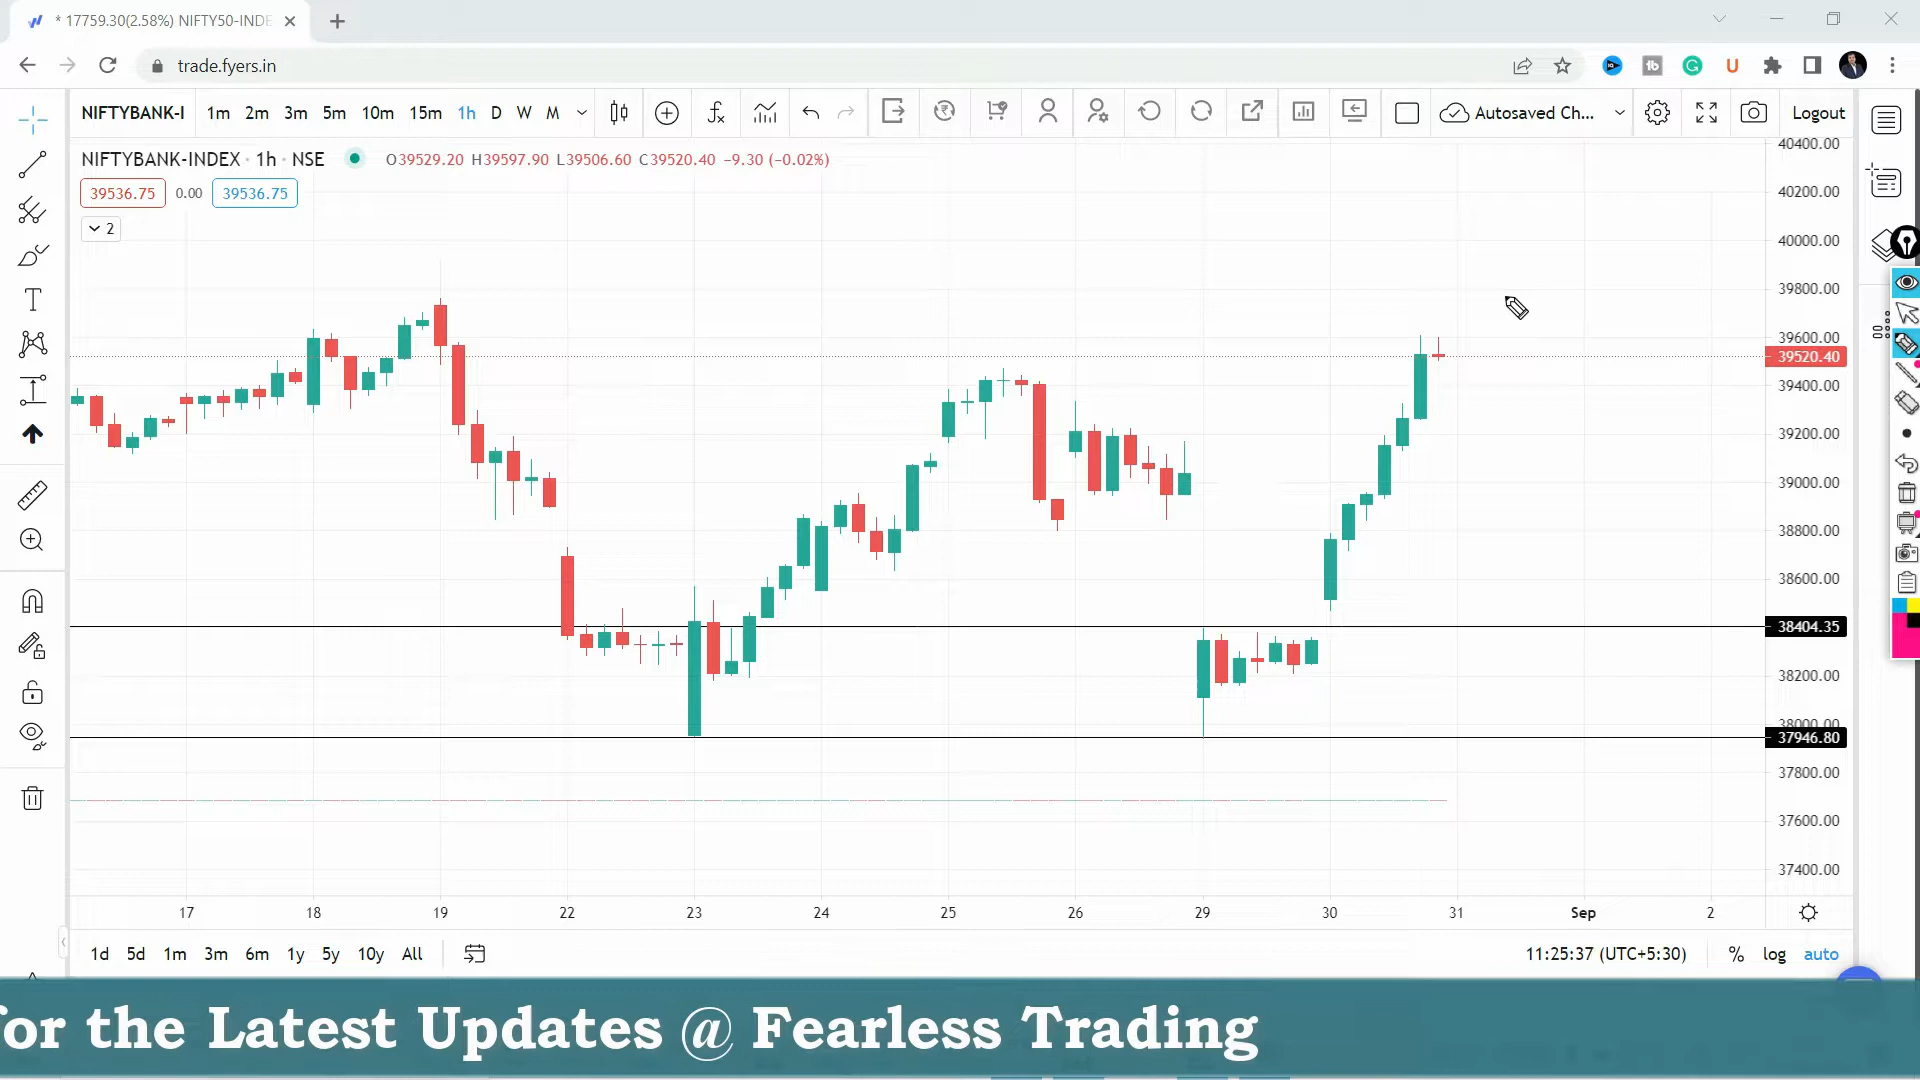 * 17759.30(2.58%) NIFTY50-INDE
trade.fyers.in
NIFTYBANK-I 1m 2m 3m 5m 10m 15m 1h D W M Autosaved Ch... Logout
NIFTYBANK-INDEX · 1h · NSE O39529.20 H39597.90 L39506.60 C39520.40 −9.30 (−0.02%)
39536.75 0.00 39536.75
2
40400.00
40200.00
40000.00
39800.00
39600.00
39520.40
39400.00
39200.00
39000.00
38800.00
38600.00
38404.35
38200.00
38000.00
37946.80
37800.00
37600.00
37400.00
17 18 19 22 23 24 25 26 29 30 31 Sep 2
1d 5d 1m 3m 6m 1y 5y 10y All 11:25:37 (UTC+5:30) % log auto
for the Latest Updates @ Fearless Trading